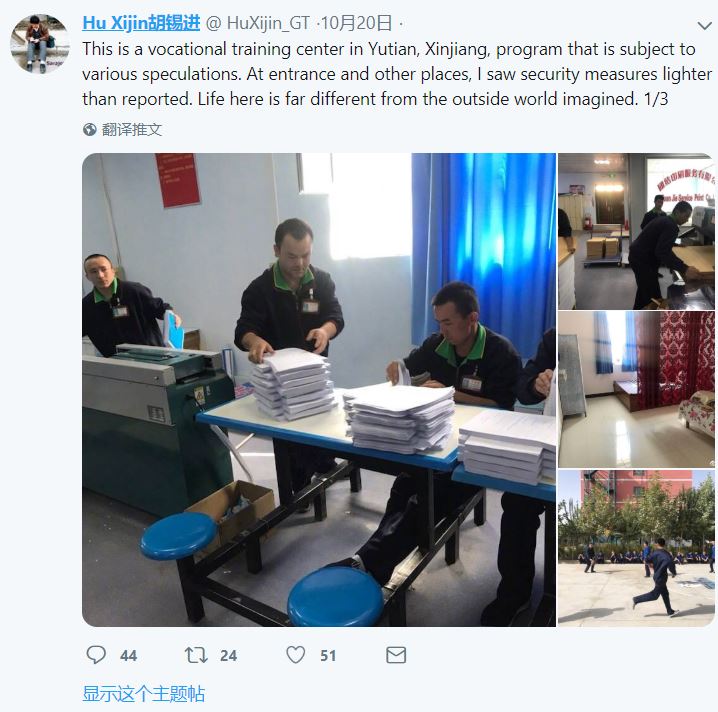 Hu Xijin胡锡进 @ HuXijin_GT ·10月20日 ·
This is a vocational training center in Yutian, Xinjiang, program that is subject to
various speculations. At entrance and other places, I saw security measures lighter
than reported. Life here is far different from the outside world imagined. 1/3
翻译推文
44 24 51
显示这个主题帖